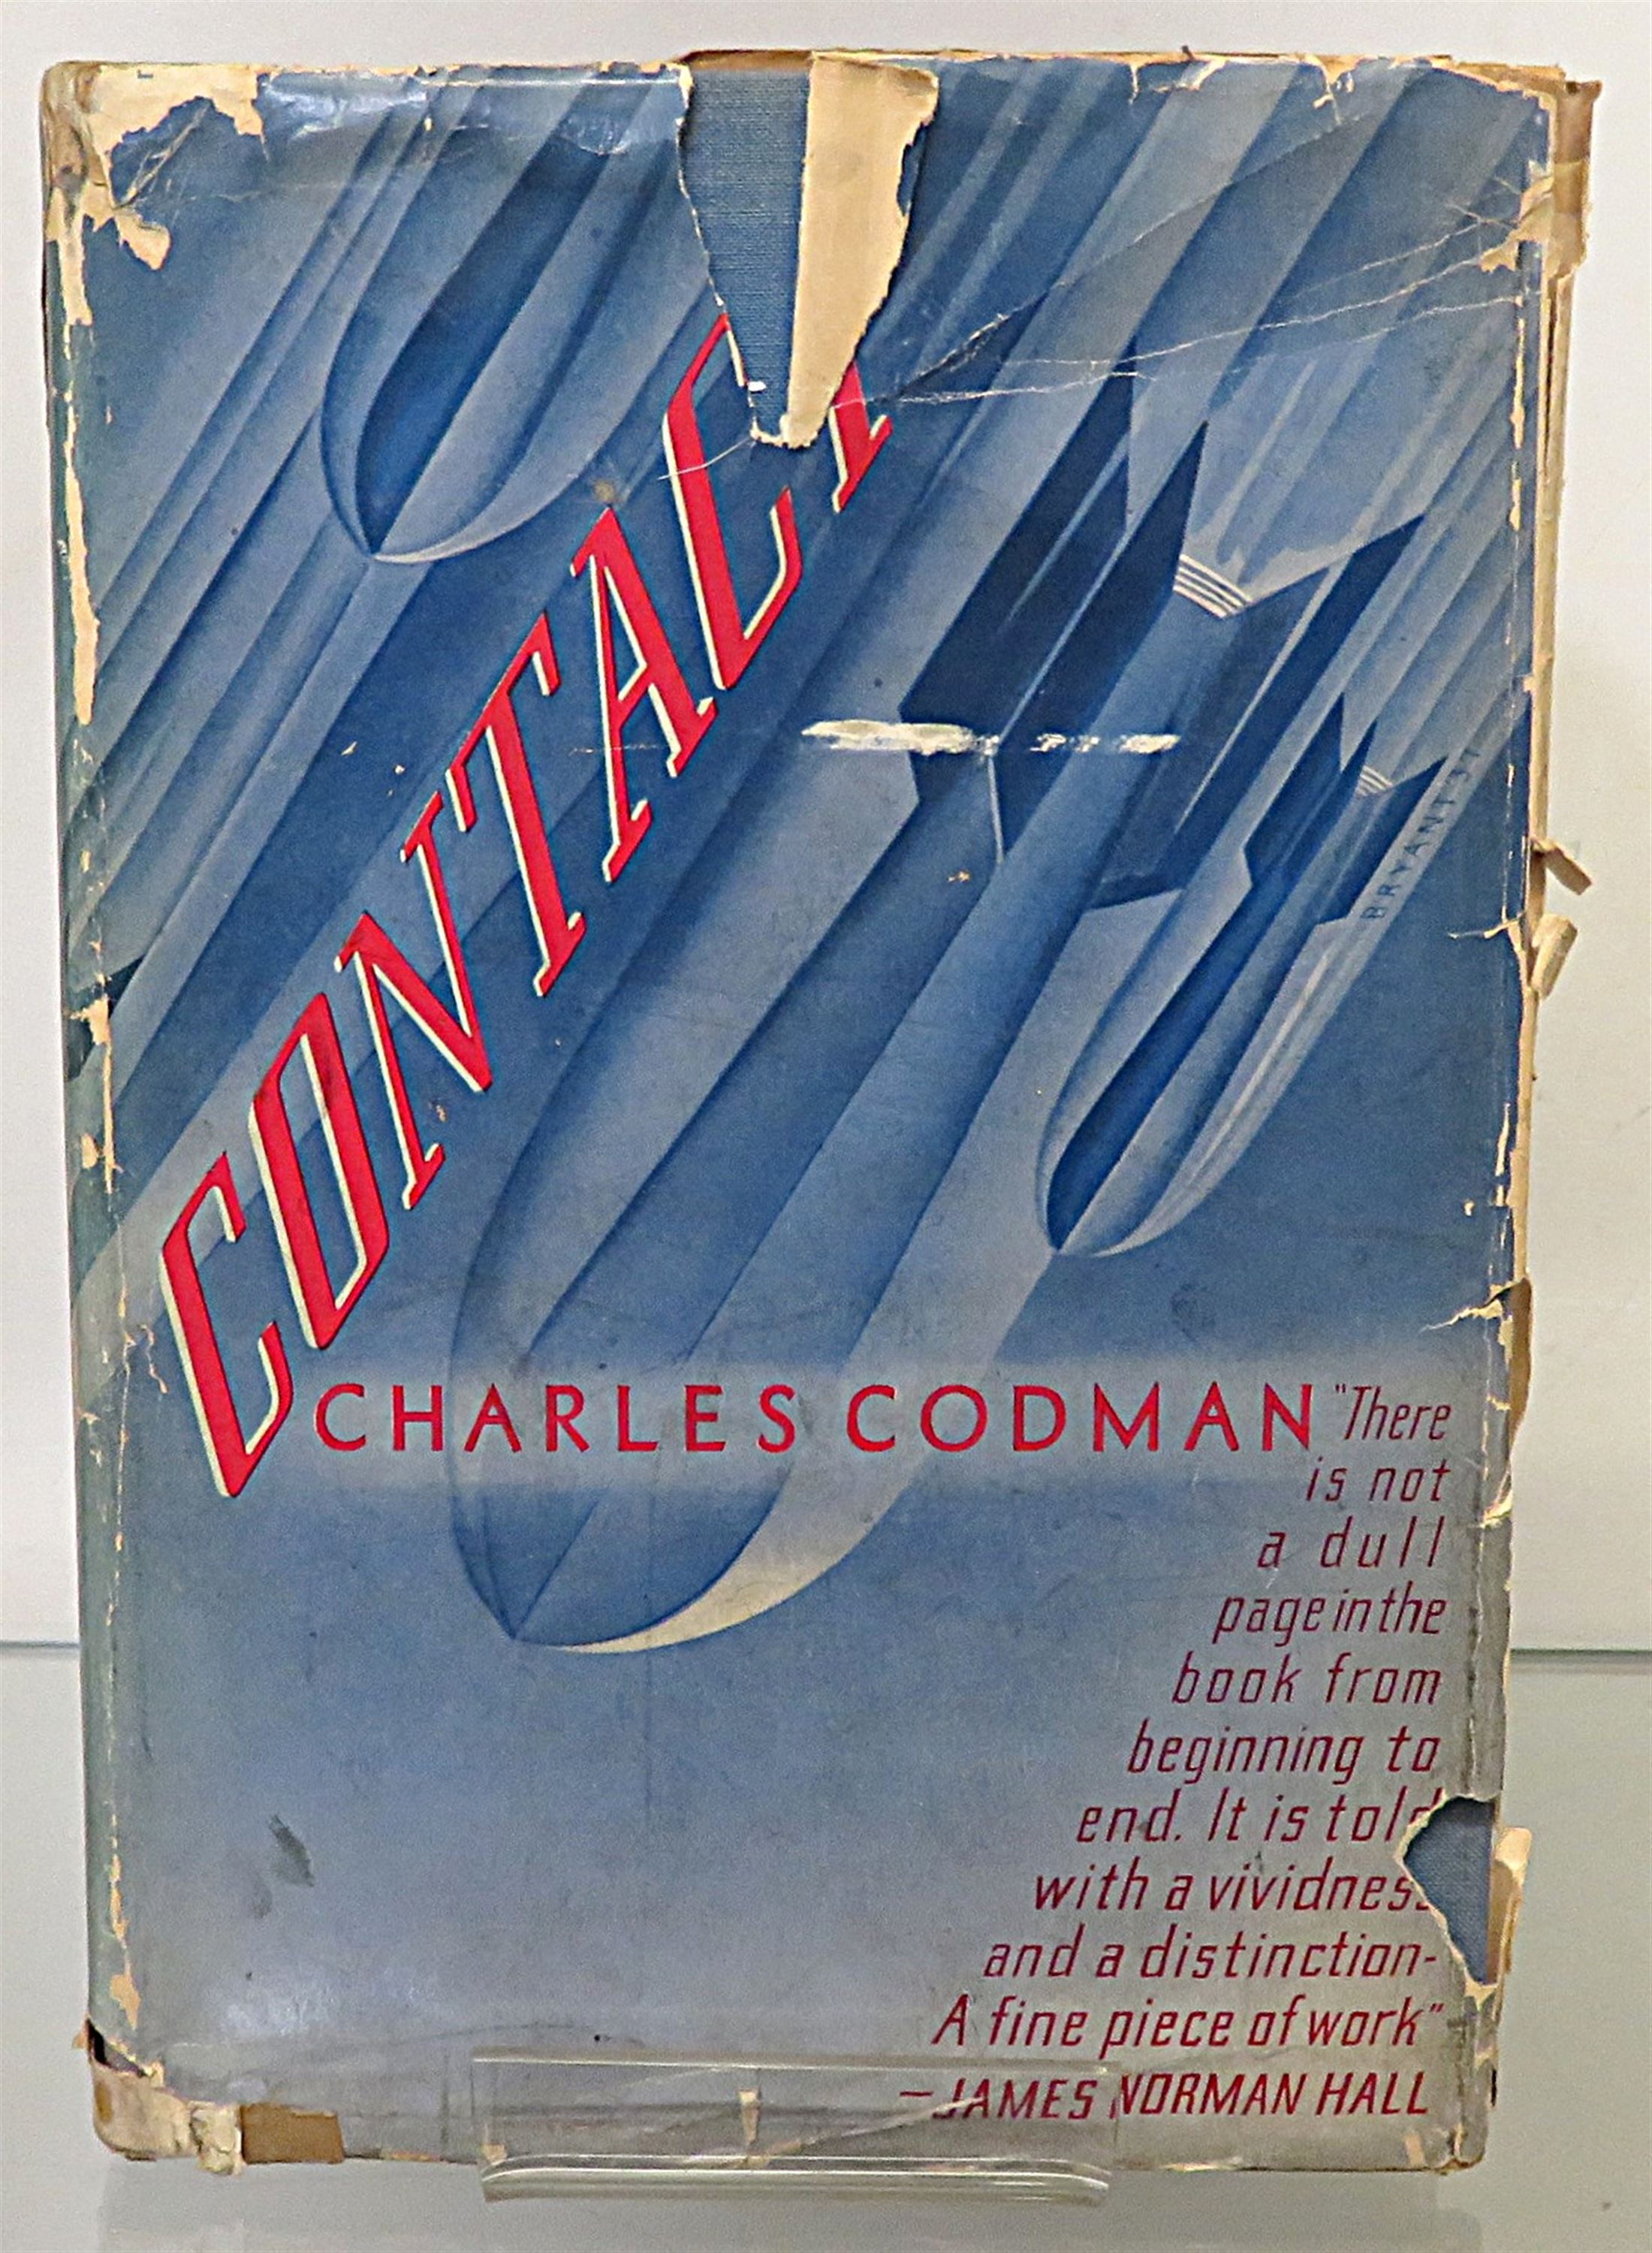 CONTACT
BRYANT 37
CHARLES CODMAN
"There
is not
a dull
page in the
book from
beginning to
end. It is told
with a vividness
and a distinction-
A fine piece of work"
—JAMES NORMAN HALL